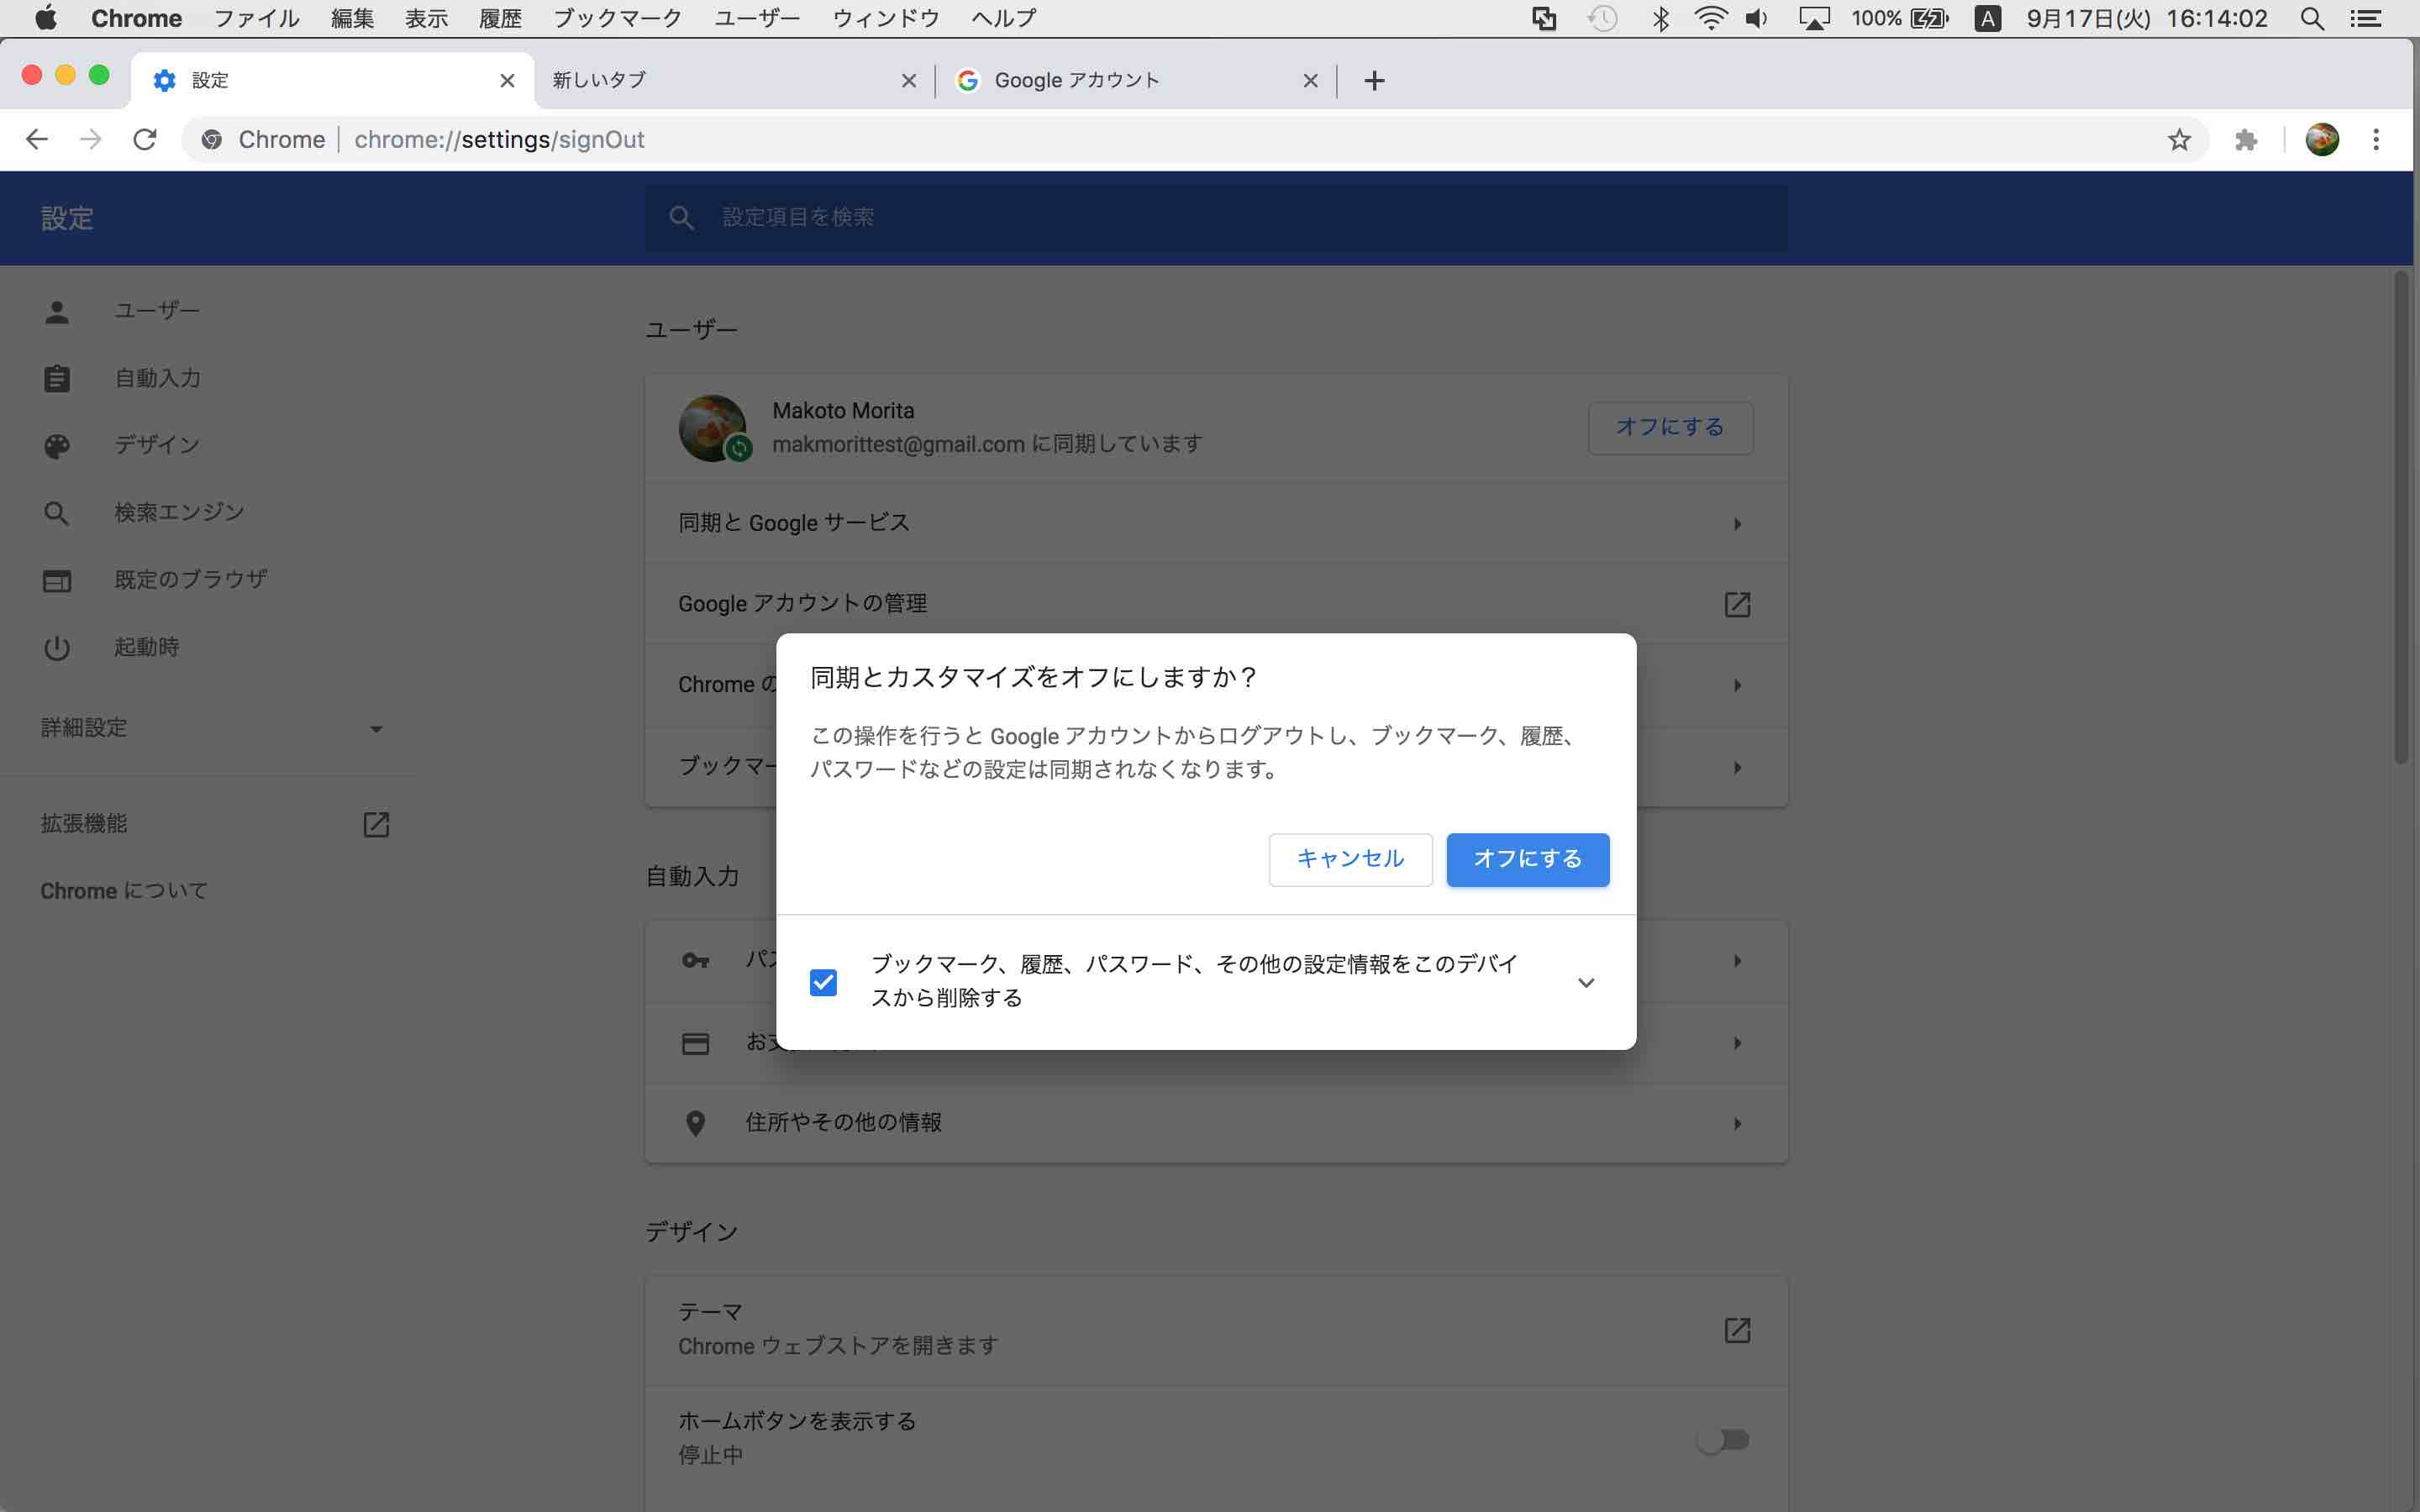 Chrome ファイル 編集 表示 履歴 ブックマーク ユーザー ウィンドウ ヘルプ 100% A 9月17日(火) 16:14:02
設定 新しいタブ Google アカウント
Chrome chrome://settings/signOut
設定
設定項目を検索
ユーザー
自動入力
デザイン
検索エンジン
既定のブラウザ
起動時
詳細設定
拡張機能
Chrome について
ユーザー
Makoto Morita
makmorittest@gmail.com に同期しています
オフにする
同期と Google サービス
Google アカウントの管理
Chrome の
ブックマー
同期とカスタマイズをオフにしますか？
この操作を行うと Google アカウントからログアウトし、ブックマーク、履歴、
パスワードなどの設定は同期されなくなります。
キャンセル オフにする
ブックマーク、履歴、パスワード、その他の設定情報をこのデバイ
スから削除する
自動入力
パス
お支
住所やその他の情報
デザイン
テーマ
Chrome ウェブストアを開きます
ホームボタンを表示する
停止中